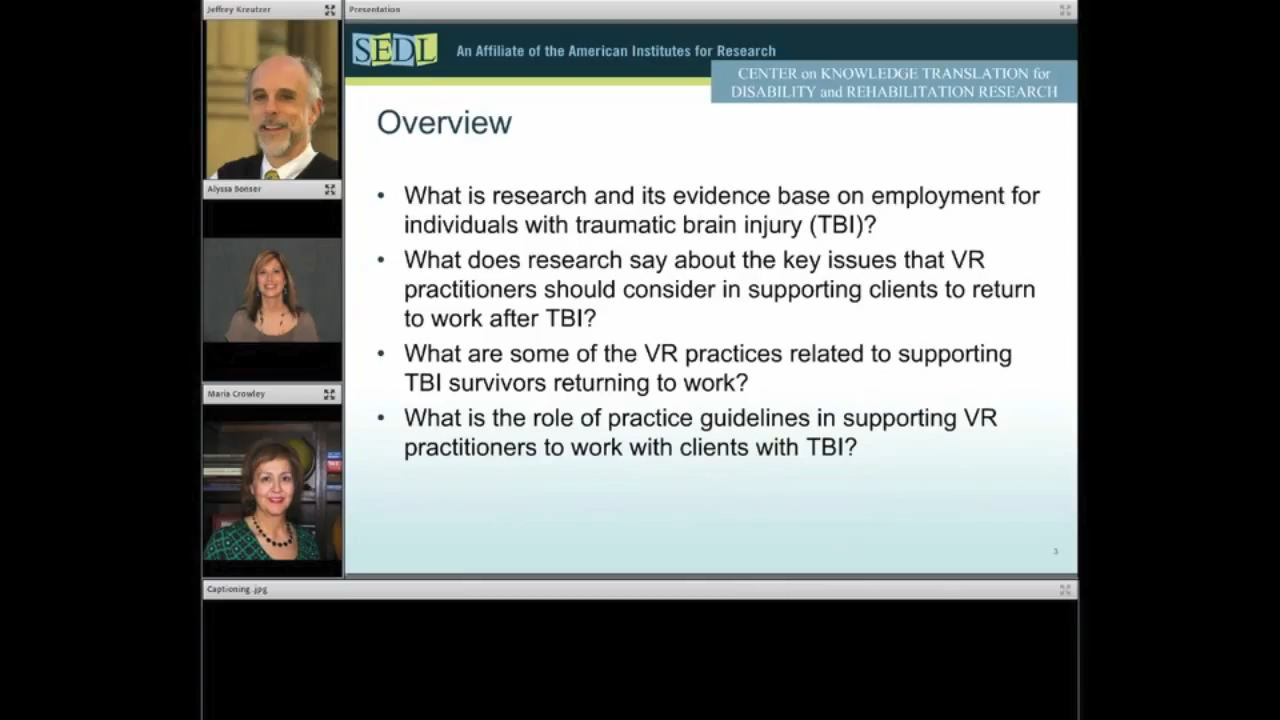 Jeffrey Kreutzer
Alyssa Bonser
Maria Crowley
Presentation
SEDL
An Affiliate of the American Institutes for Research
CENTER on KNOWLEDGE TRANSLATION for
DISABILITY and REHABILITATION RESEARCH
Overview
• What is research and its evidence base on employment for
individuals with traumatic brain injury (TBI)?
• What does research say about the key issues that VR
practitioners should consider in supporting clients to return
to work after TBI?
• What are some of the VR practices related to supporting
TBI survivors returning to work?
• What is the role of practice guidelines in supporting VR
practitioners to work with clients with TBI?
3
Captioning .jpg